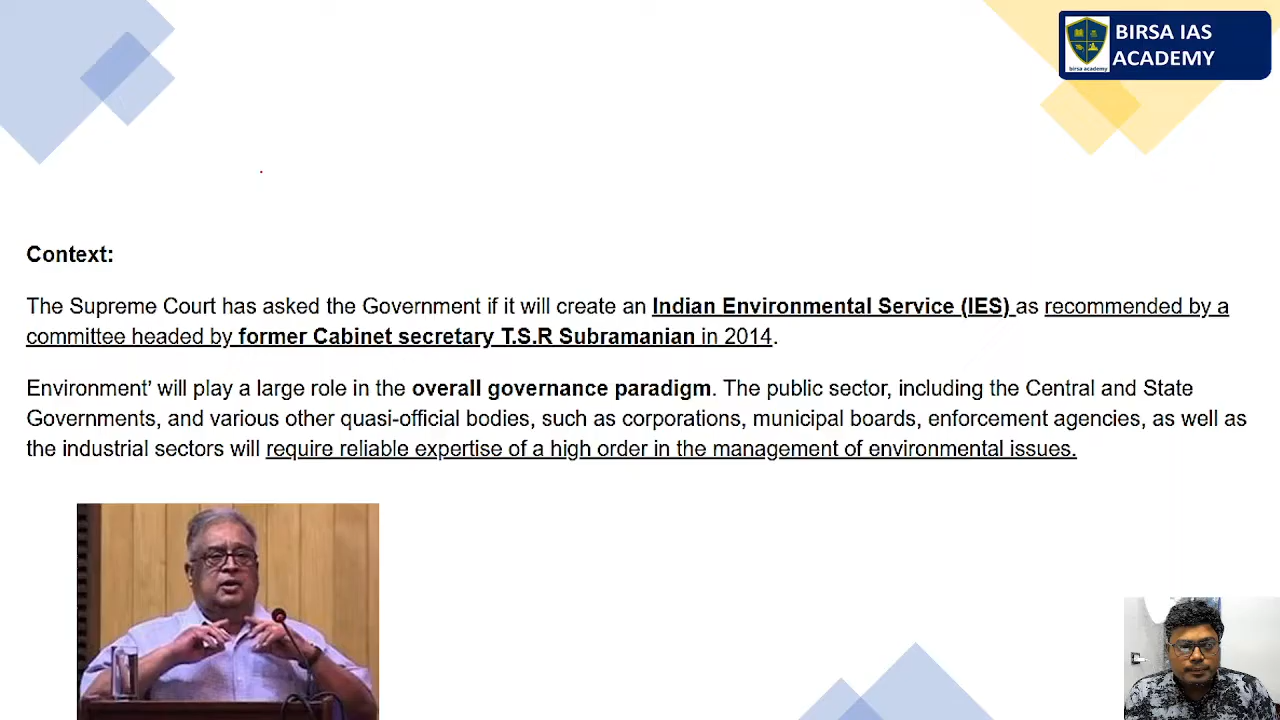 BIRSA IAS
ACADEMY
birsa academy
Context:
The Supreme Court has asked the Government if it will create an Indian Environmental Service (IES) as recommended by a
committee headed by former Cabinet secretary T.S.R Subramanian in 2014.
Environment’ will play a large role in the overall governance paradigm. The public sector, including the Central and State
Governments, and various other quasi-official bodies, such as corporations, municipal boards, enforcement agencies, as well as
the industrial sectors will require reliable expertise of a high order in the management of environmental issues.